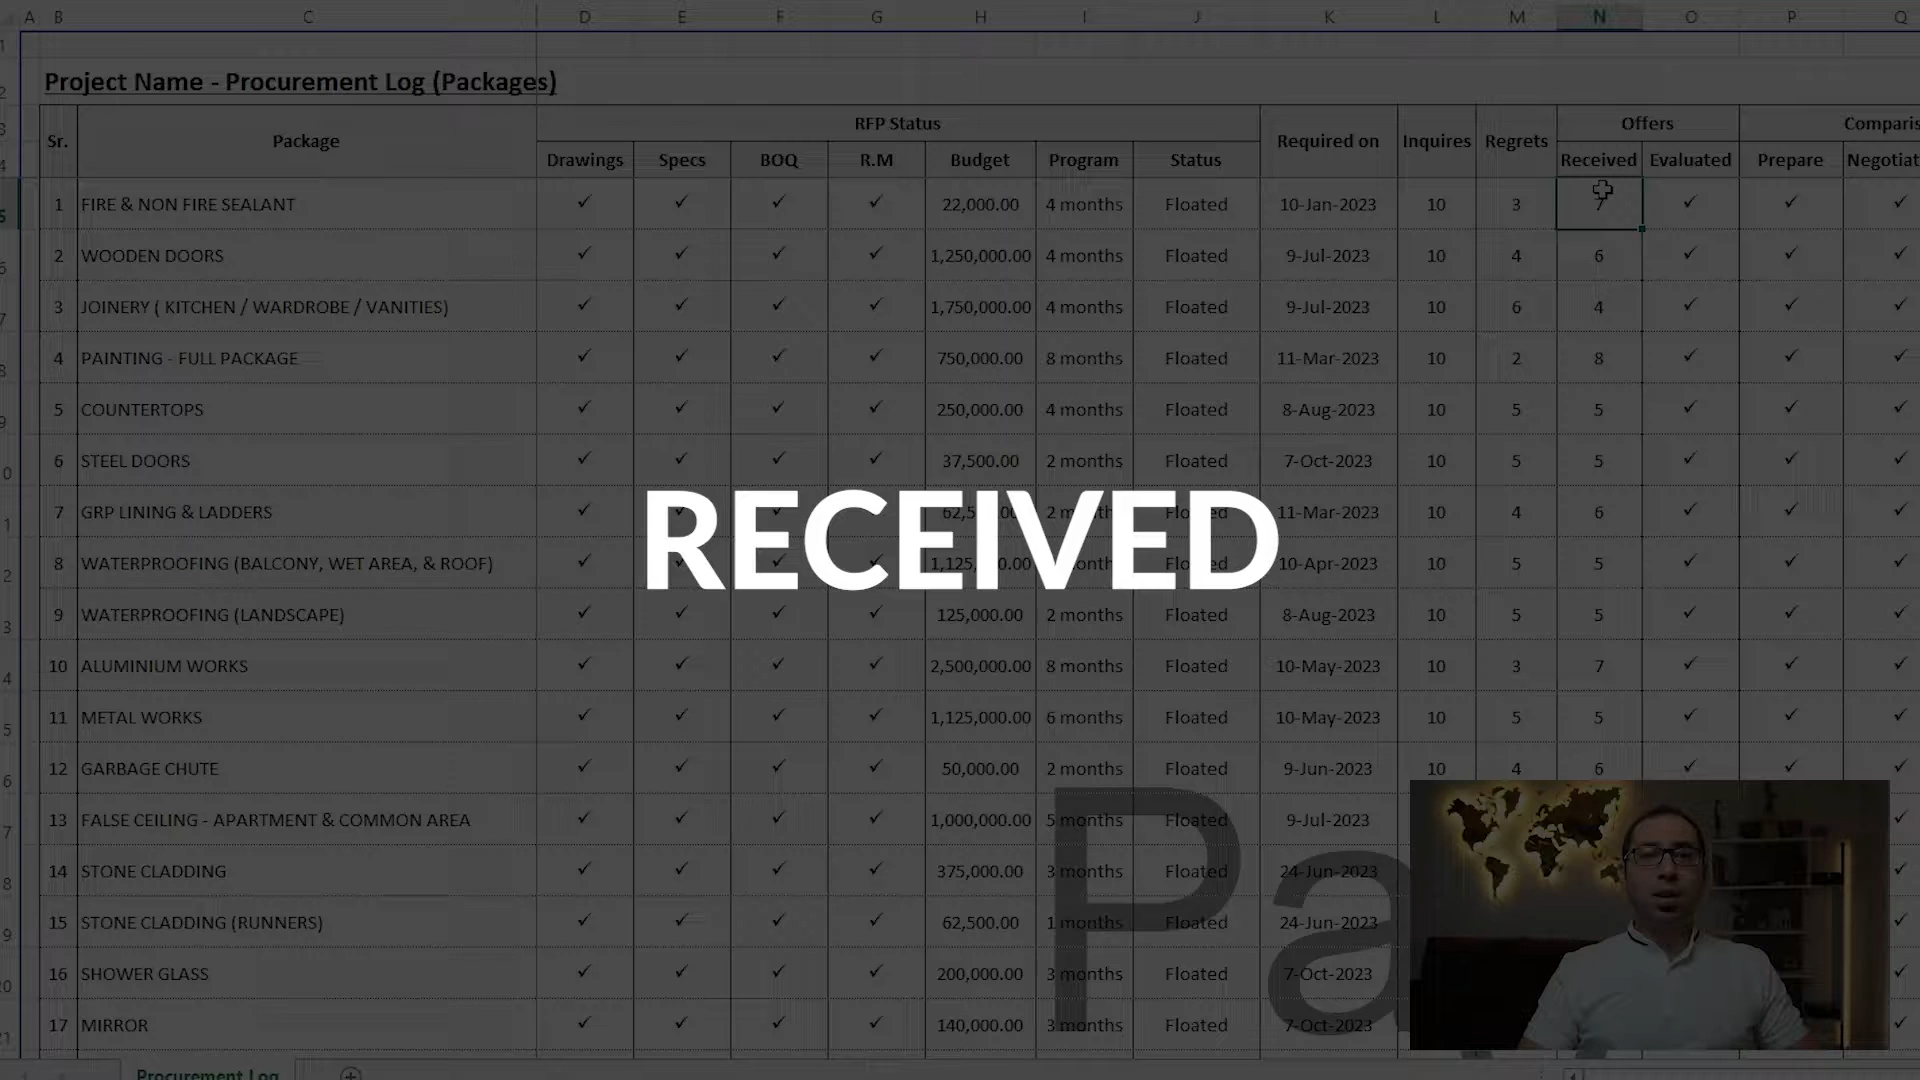 A B C D E F G H I J K L M N O P Q
Project Name - Procurement Log (Packages)
Sr. Package RFP Status Required on Inquires Regrets Offers Comparis
Drawings Specs BOQ R.M Budget Program Status Received Evaluated Prepare Negotiat
1 FIRE & NON FIRE SEALANT ✓ ✓ ✓ ✓ 22,000.00 4 months Floated 10-Jan-2023 10 3 7 ✓ ✓ ✓
2 WOODEN DOORS ✓ ✓ ✓ ✓ 1,250,000.00 4 months Floated 9-Jul-2023 10 4 6 ✓ ✓ ✓
3 JOINERY ( KITCHEN / WARDROBE / VANITIES) ✓ ✓ ✓ ✓ 1,750,000.00 4 months Floated 9-Jul-2023 10 6 4 ✓ ✓ ✓
4 PAINTING - FULL PACKAGE ✓ ✓ ✓ ✓ 750,000.00 8 months Floated 11-Mar-2023 10 2 8 ✓ ✓ ✓
5 COUNTERTOPS ✓ ✓ ✓ ✓ 250,000.00 4 months Floated 8-Aug-2023 10 5 5 ✓ ✓ ✓
6 STEEL DOORS ✓ ✓ ✓ ✓ 37,500.00 2 months Floated 7-Oct-2023 10 5 5 ✓ ✓ ✓
7 GRP LINING & LADDERS ✓ 11-Mar-2023 10 4 6 ✓ ✓ ✓
RECEIVED
8 WATERPROOFING (BALCONY, WET AREA, & ROOF) ✓ 10-Apr-2023 10 5 5 ✓ ✓ ✓
9 WATERPROOFING (LANDSCAPE) ✓ ✓ ✓ ✓ 125,000.00 2 months Floated 8-Aug-2023 10 5 5 ✓ ✓ ✓
10 ALUMINIUM WORKS ✓ ✓ ✓ ✓ 2,500,000.00 8 months Floated 10-May-2023 10 3 7 ✓ ✓ ✓
11 METAL WORKS ✓ ✓ ✓ ✓ 1,125,000.00 6 months Floated 10-May-2023 10 5 5 ✓ ✓ ✓
12 GARBAGE CHUTE ✓ ✓ ✓ ✓ 50,000.00 2 months Floated 9-Jun-2023 10 4 6 ✓ ✓ ✓
13 FALSE CEILING - APARTMENT & COMMON AREA ✓ ✓ ✓ ✓ 1,000,000.00 5 months Floated 9-Jul-2023 ✓
14 STONE CLADDING ✓ ✓ ✓ ✓ 375,000.00 3 months Floated 24-Jun-2023 ✓
15 STONE CLADDING (RUNNERS) ✓ ✓ ✓ ✓ 62,500.00 1 months Floated 24-Jun-2023 ✓
16 SHOWER GLASS ✓ ✓ ✓ ✓ 200,000.00 3 months Floated 7-Oct-2023 ✓
17 MIRROR ✓ ✓ ✓ ✓ 140,000.00 3 months Floated 7-Oct-2023 ✓
Pa
Procurement Log